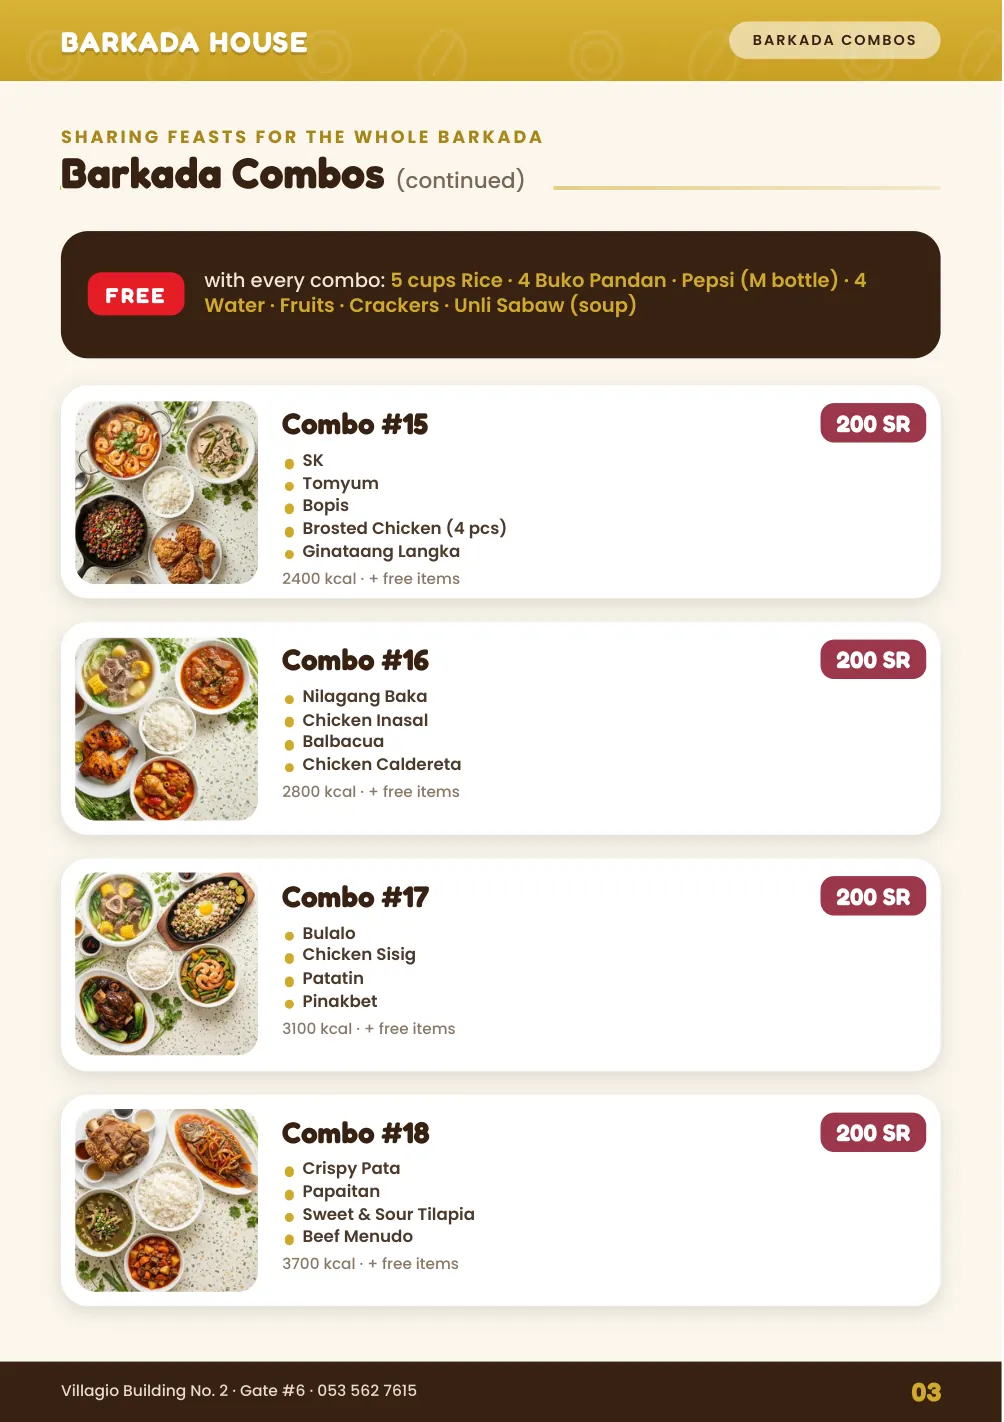 BARKADA HOUSE
BARKADA COMBOS
SHARING FEASTS FOR THE WHOLE BARKADA
Barkada Combos (continued)
FREE
with every combo: 5 cups Rice · 4 Buko Pandan · Pepsi (M bottle) · 4
Water · Fruits · Crackers · Unli Sabaw (soup)
Combo #15
200 SR
SK
Tomyum
Bopis
Brosted Chicken (4 pcs)
Ginataang Langka
2400 kcal · + free items
Combo #16
200 SR
Nilagang Baka
Chicken Inasal
Balbacua
Chicken Caldereta
2800 kcal · + free items
Combo #17
200 SR
Bulalo
Chicken Sisig
Patatin
Pinakbet
3100 kcal · + free items
Combo #18
200 SR
Crispy Pata
Papaitan
Sweet & Sour Tilapia
Beef Menudo
3700 kcal · + free items
Villagio Building No. 2 · Gate #6 · 053 562 7615
03